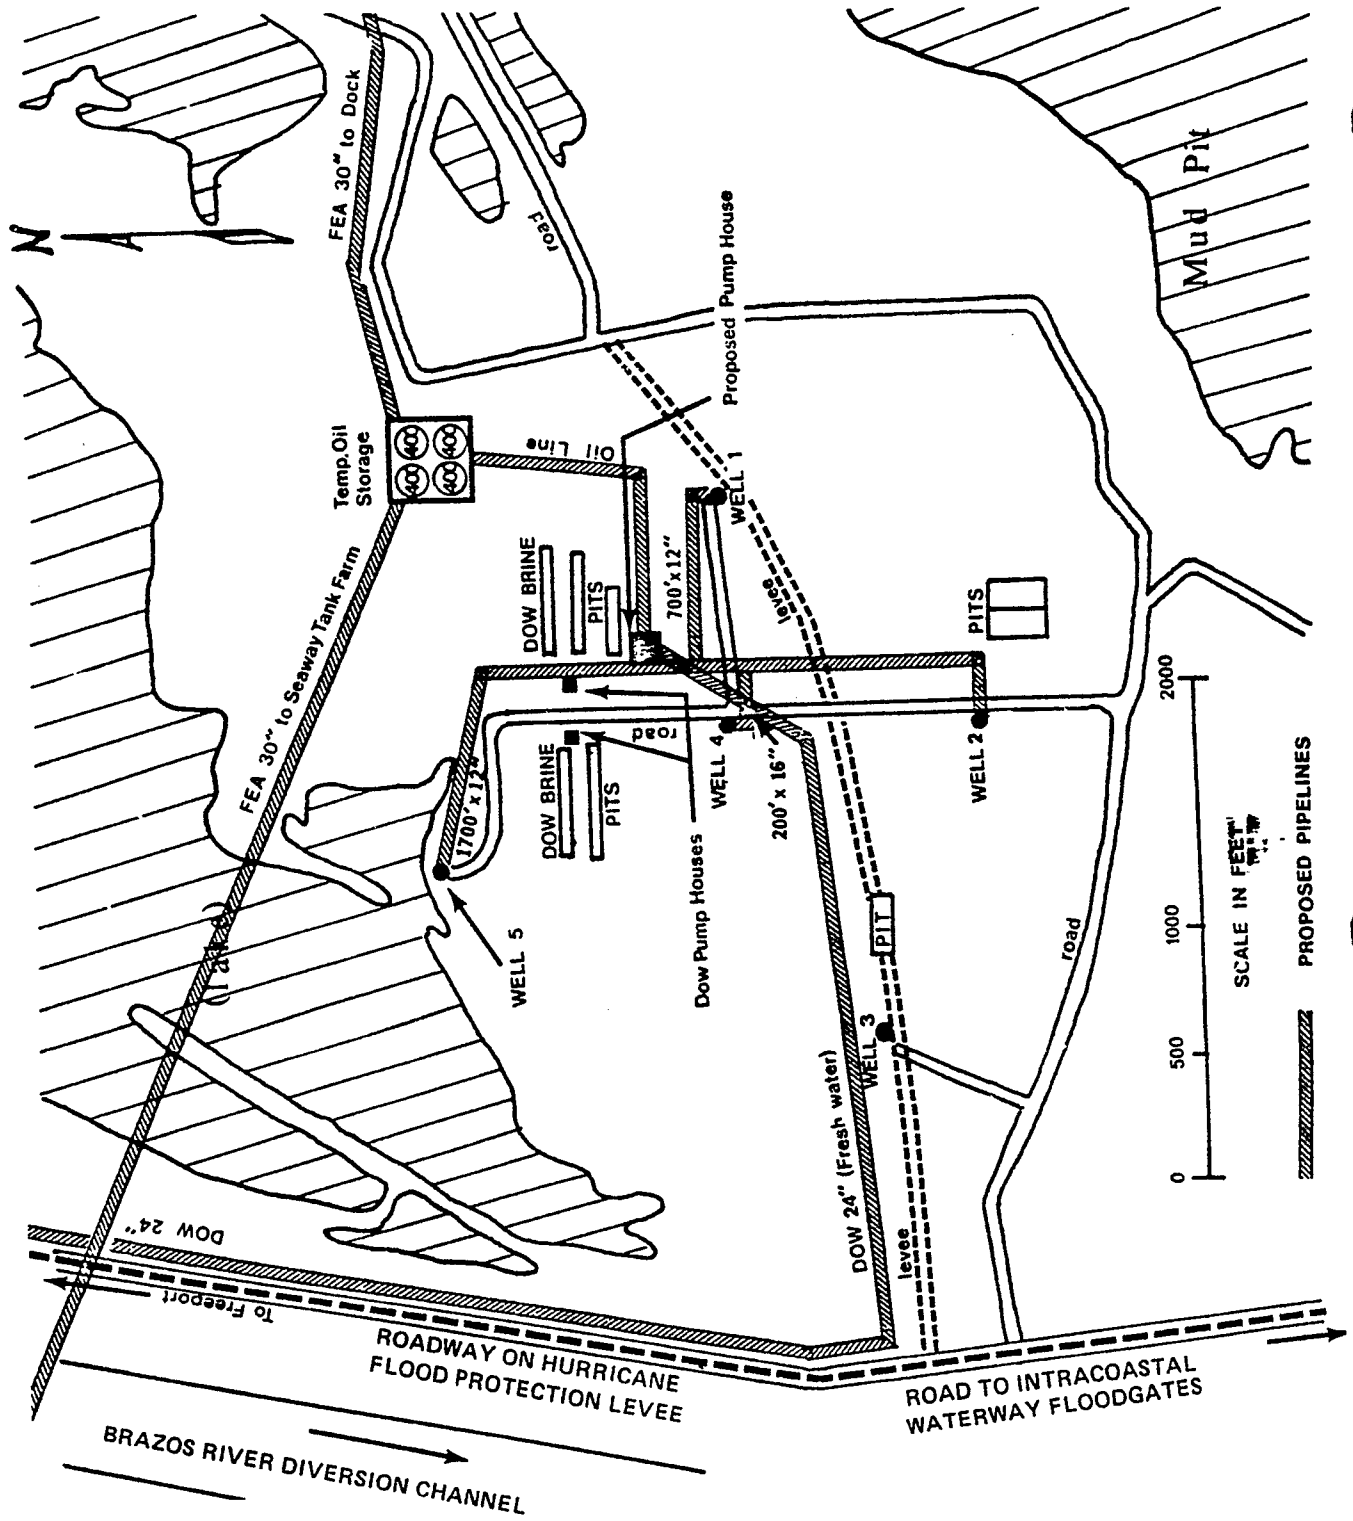 N
FEA 30" to Dock
road
Mud Pit
Proposed Pump House
Temp. Oil
Storage
400
400
400
400
Oil Line
FEA 30" to Seaway Tank Farm
DOW BRINE
PITS
700' x 12"
WELL 1
levee
PITS
1700' x 12"
road
DOW BRINE
PITS
WELL 4
200' x 16"
WELL 2
WELL 5
Dow Pump Houses
(lake)
PIT
WELL 3
road
DOW 24" (Fresh water)
levee
DOW 24"
To Freeport
ROADWAY ON HURRICANE
FLOOD PROTECTION LEVEE
ROAD TO INTRACOASTAL
WATERWAY FLOODGATES
BRAZOS RIVER DIVERSION CHANNEL
0 500 1000 2000
SCALE IN FEET
PROPOSED PIPELINES